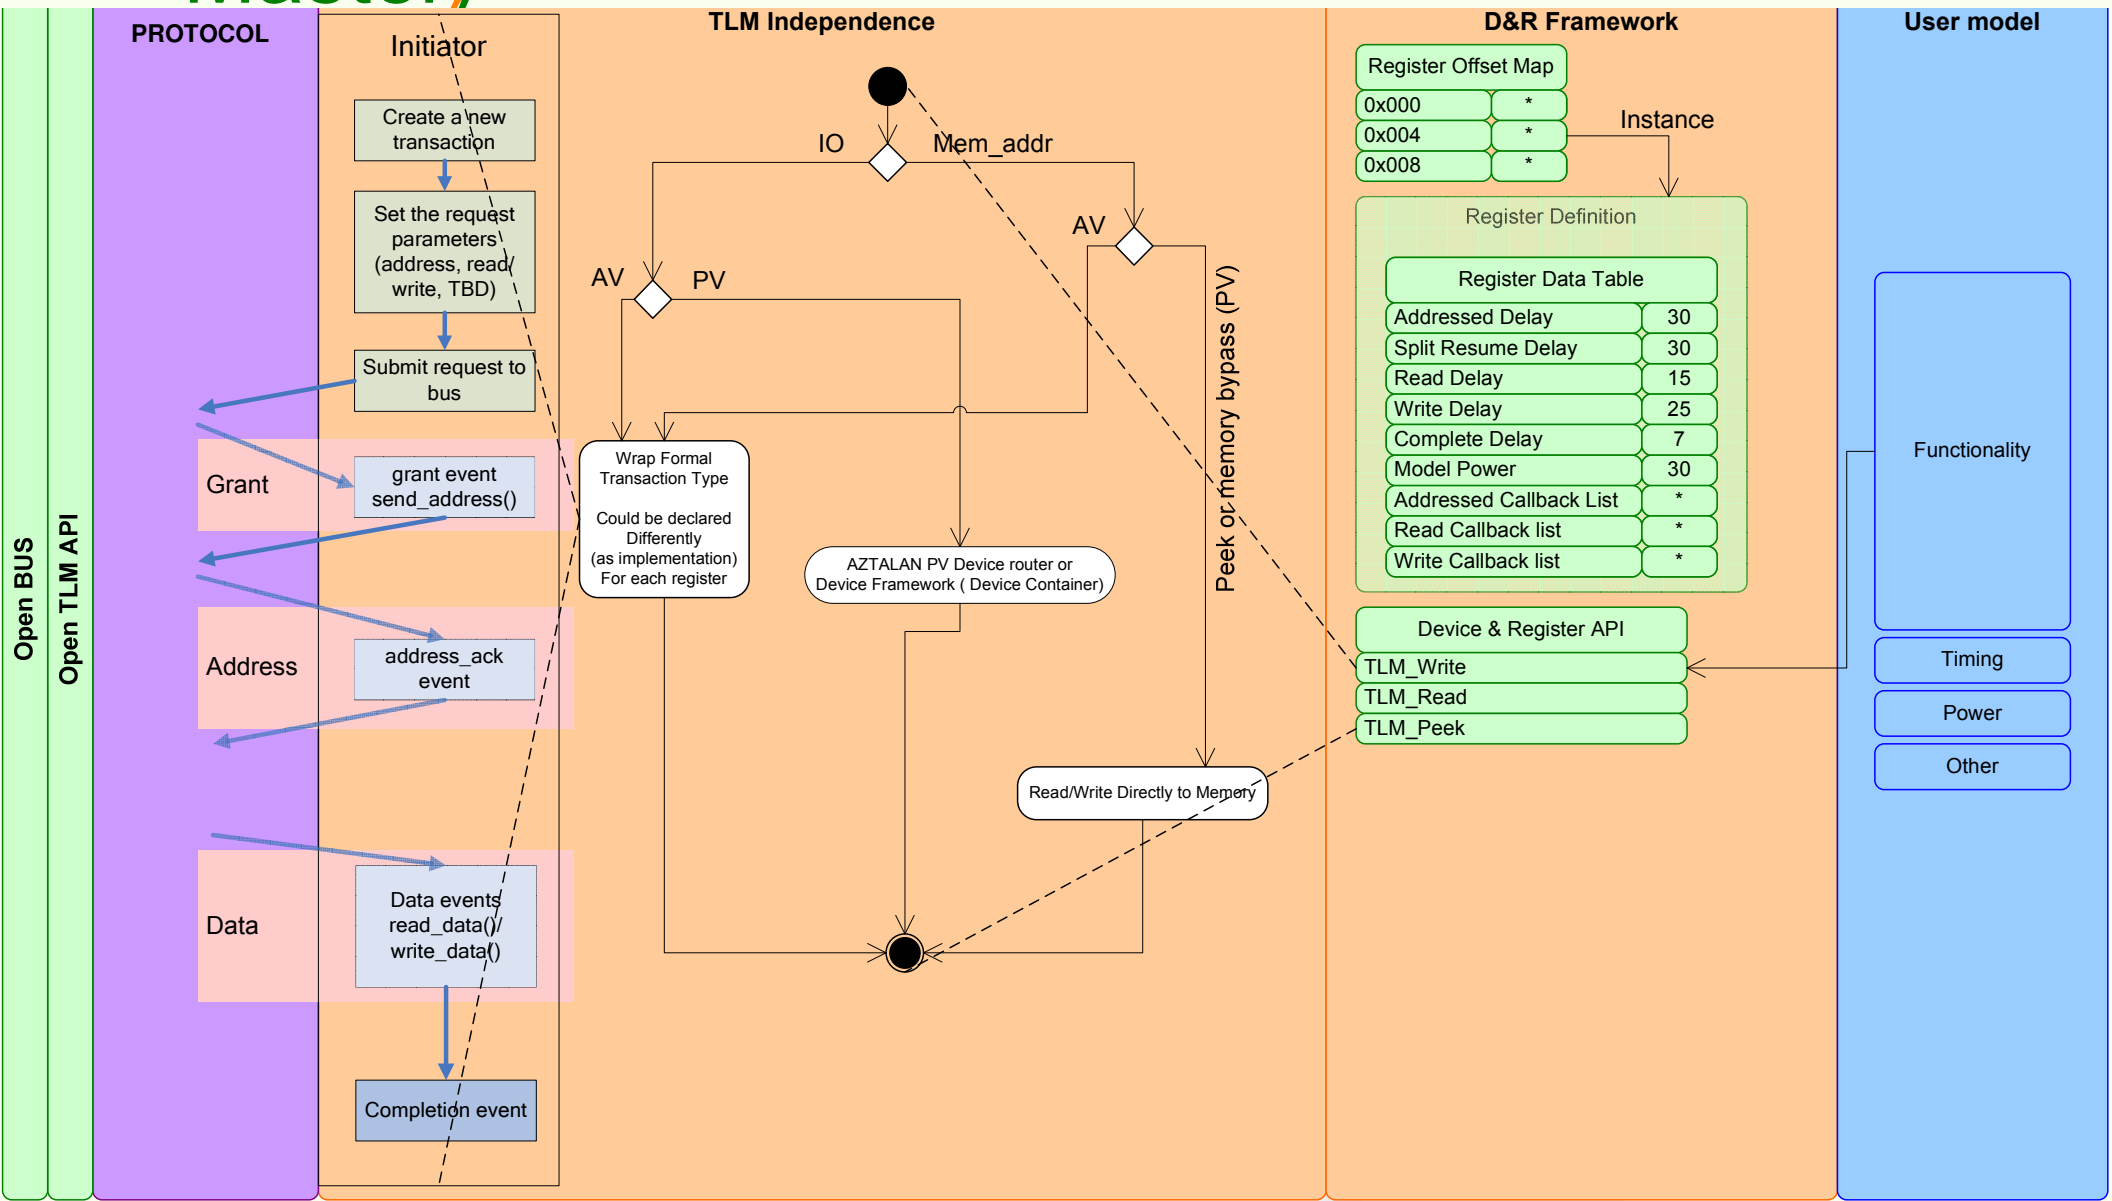 PROTOCOL
TLM Independence
D&R Framework
User model
Open BUS
Open TLM API
Initiator
Create a new
transaction
Set the request
parameters
(address, read/
write, TBD)
Submit request to
bus
Grant
grant event
send_address()
Address
address_ack
event
Data
Data events
read_data()/
write_data()
Completion event
IO
Mem_addr
AV
PV
AV
Peek or memory bypass (PV)
Wrap Formal
Transaction Type
Could be declared
Differently
(as implementation)
For each register
AZTALAN PV Device router or
Device Framework ( Device Container)
Read/Write Directly to Memory
Register Offset Map
0x000 *
0x004 *
0x008 *
Instance
Register Definition
Register Data Table
Addressed Delay 30
Split Resume Delay 30
Read Delay 15
Write Delay 25
Complete Delay 7
Model Power 30
Addressed Callback List *
Read Callback list *
Write Callback list *
Device & Register API
TLM_Write
TLM_Read
TLM_Peek
Functionality
Timing
Power
Other